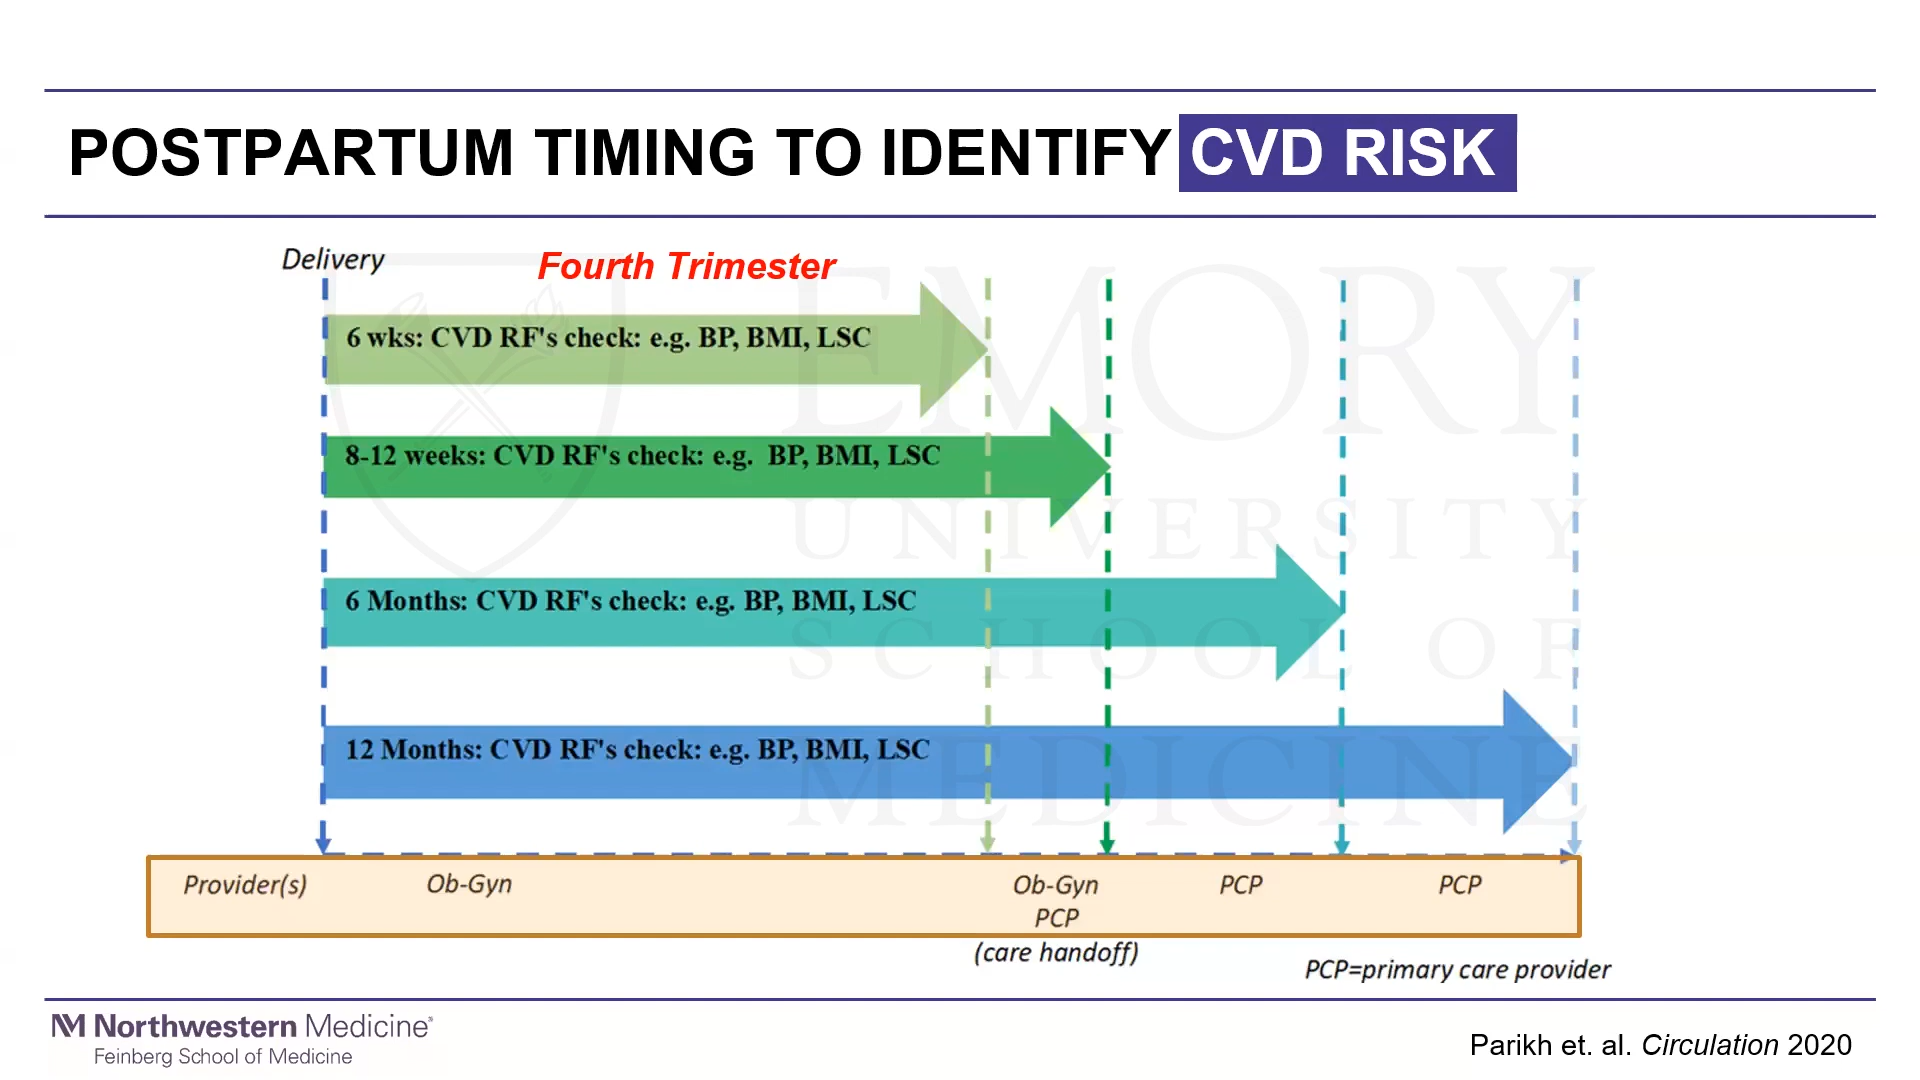 POSTPARTUM TIMING TO IDENTIFY CVD RISK
Delivery
Fourth Trimester
6 wks: CVD RF's check: e.g. BP, BMI, LSC
8-12 weeks: CVD RF's check: e.g. BP, BMI, LSC
6 Months: CVD RF's check: e.g. BP, BMI, LSC
12 Months: CVD RF's check: e.g. BP, BMI, LSC
EMORY
UNIVERSITY
SCHOOL OF
MEDICINE
Provider(s) Ob-Gyn Ob-Gyn PCP PCP
PCP
(care handoff)
PCP=primary care provider
NM Northwestern Medicine®
Feinberg School of Medicine
Parikh et. al. Circulation 2020